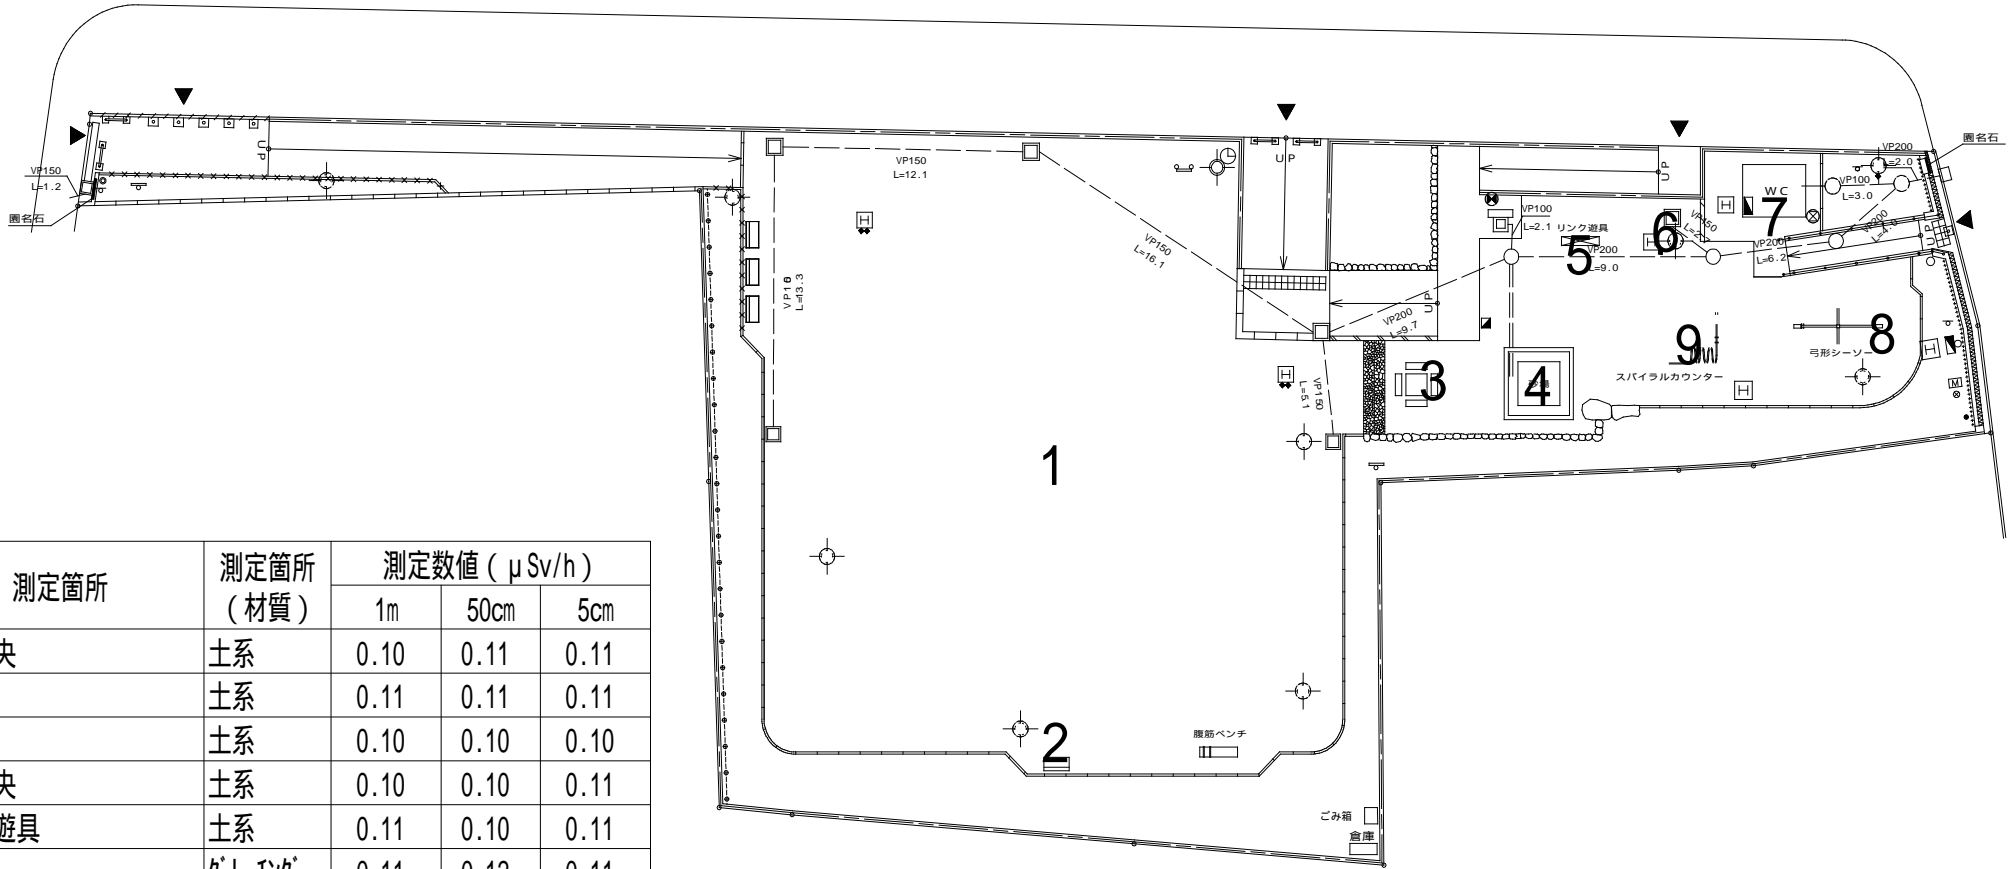 VP150
L=1.2
園名石
UP
VP150
L=12.1
VP150
L=16.1
L=13.3
H
UP
VP200
L=9.7
UP
VP150
L=5.1
H
VP100
L=2.1
リンク遊具
VP200
L=9.0
UP
H
VP150
WC
H
VP200
L=6.2
VP100
L=3.0
VP200
L=2.0
VP200
L=4.0
園名石
UP
弓形シーソー
スパイラルカウンター
H
H
M
1
2
3
4
5
6
7
8
9
腹筋ベンチ
ごみ箱
倉庫
測定箇所 測定箇所（材質） 測定数値（μSv/h）
1m 50cm 5cm
央 土系 0.10 0.11 0.11
土系 0.11 0.11 0.11
土系 0.10 0.10 0.10
央 土系 0.10 0.10 0.11
遊具 土系 0.11 0.10 0.11